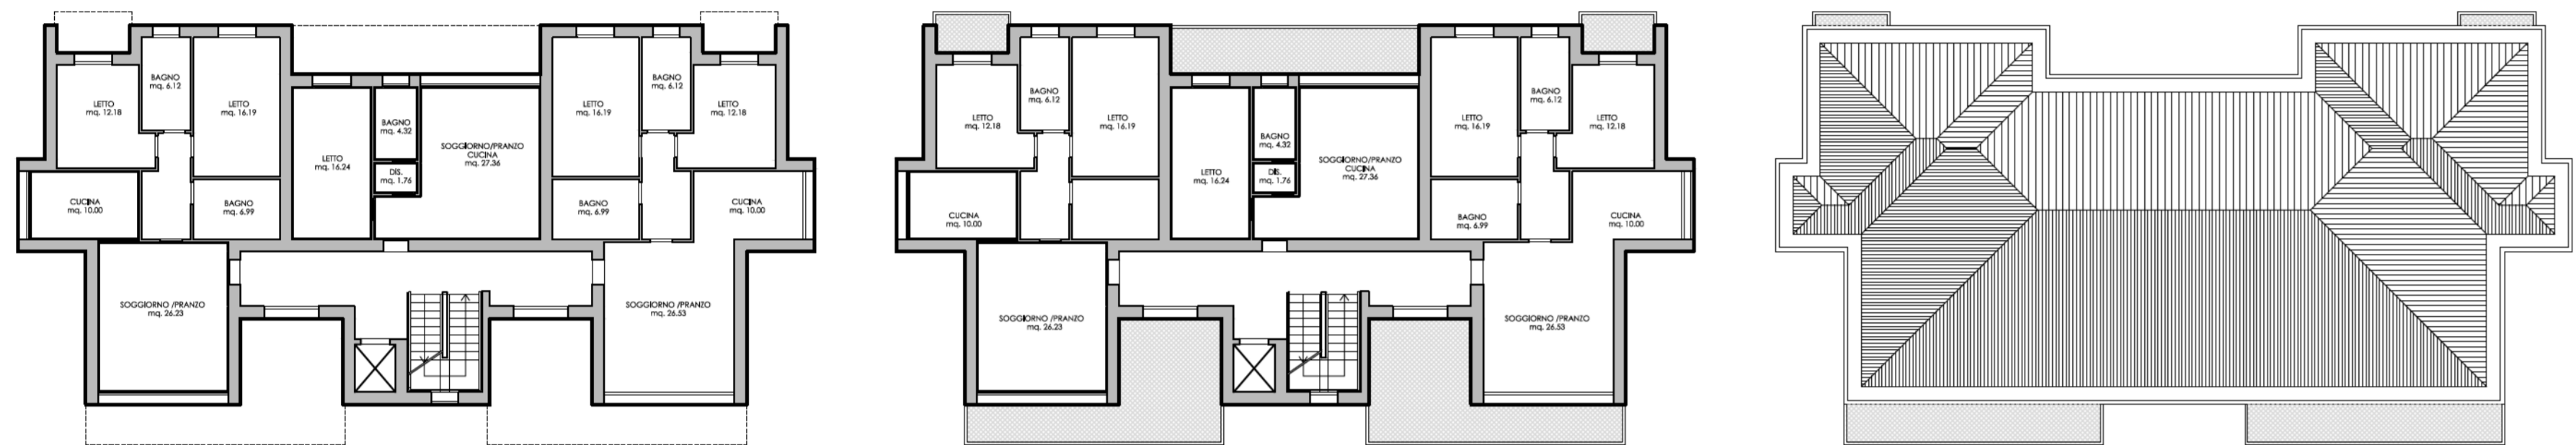 BAGNO
mq. 6.12
LETTO
mq. 12.18
LETTO
mq. 16.19
LETTO
mq. 16.24
BAGNO
mq. 4.32
DIS.
mq. 1.76
SOGGIORNO/PRANZO
CUCINA
mq. 27.36
LETTO
mq. 16.19
BAGNO
mq. 6.12
LETTO
mq. 12.18
CUCINA
mq. 10.00
BAGNO
mq. 6.99
BAGNO
mq. 6.99
CUCINA
mq. 10.00
SOGGIORNO /PRANZO
mq. 26.23
SOGGIORNO /PRANZO
mq. 26.53
BAGNO
mq. 6.12
LETTO
mq. 12.18
LETTO
mq. 16.19
LETTO
mq. 16.24
BAGNO
mq. 4.32
DIS.
mq. 1.76
SOGGIORNO/PRANZO
CUCINA
mq. 27.36
LETTO
mq. 16.19
BAGNO
mq. 6.12
LETTO
mq. 12.18
CUCINA
mq. 10.00
BAGNO
mq. 6.99
CUCINA
mq. 10.00
SOGGIORNO /PRANZO
mq. 26.23
SOGGIORNO /PRANZO
mq. 26.53